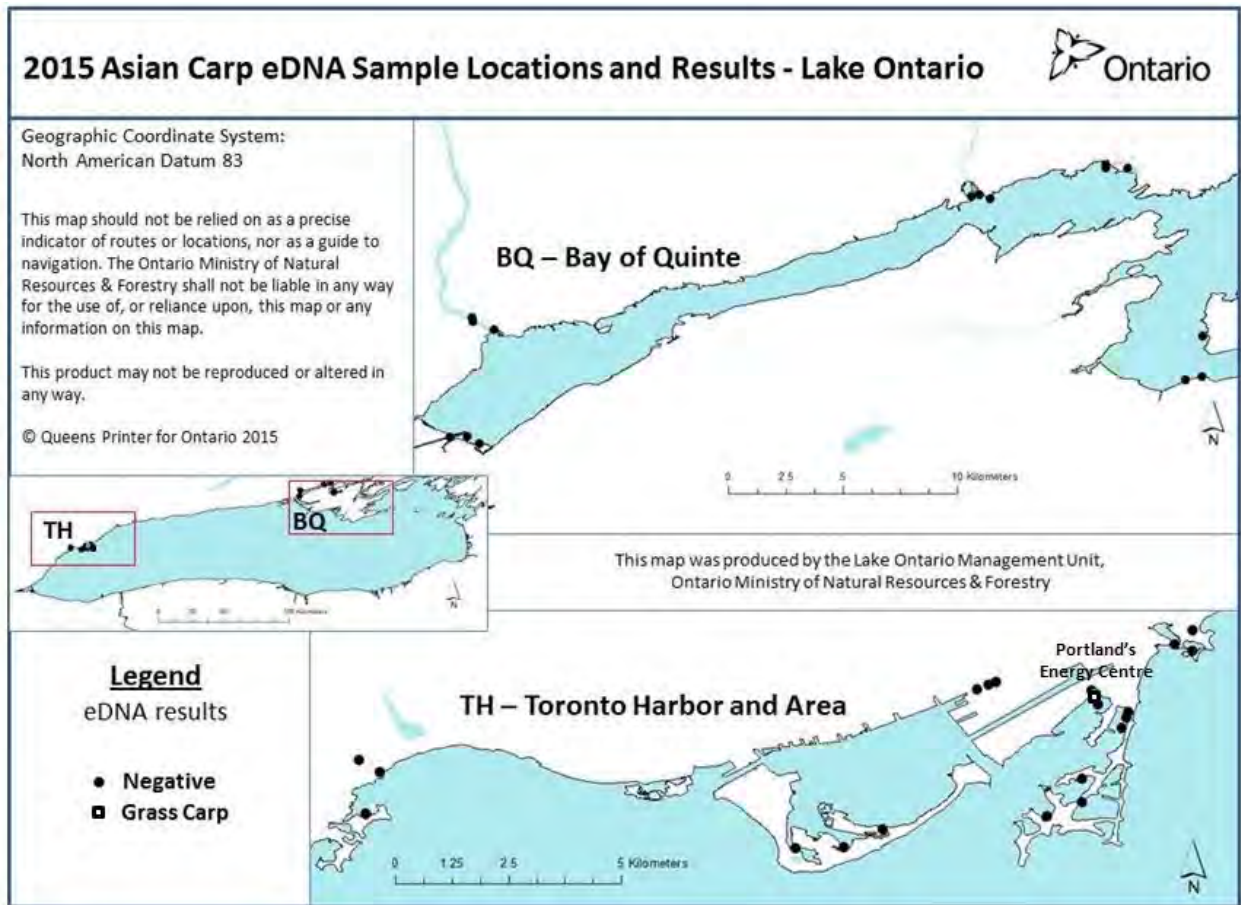 2015 Asian Carp eDNA Sample Locations and Results - Lake Ontario
Ontario
Geographic Coordinate System:
North American Datum 83
This map should not be relied on as a precise
indicator of routes or locations, nor as a guide to
navigation. The Ontario Ministry of Natural
Resources & Forestry shall not be liable in any way
for the use of, or reliance upon, this map or any
information on this map.
This product may not be reproduced or altered in
any way.
© Queens Printer for Ontario 2015
BQ – Bay of Quinte
N
0 2.5 5 10 Kilometers
TH
BQ
N
This map was produced by the Lake Ontario Management Unit,
Ontario Ministry of Natural Resources & Forestry
Legend
eDNA results
Negative
Grass Carp
TH – Toronto Harbor and Area
Portland's
Energy Centre
0 1.25 2.5 5 Kilometers
N